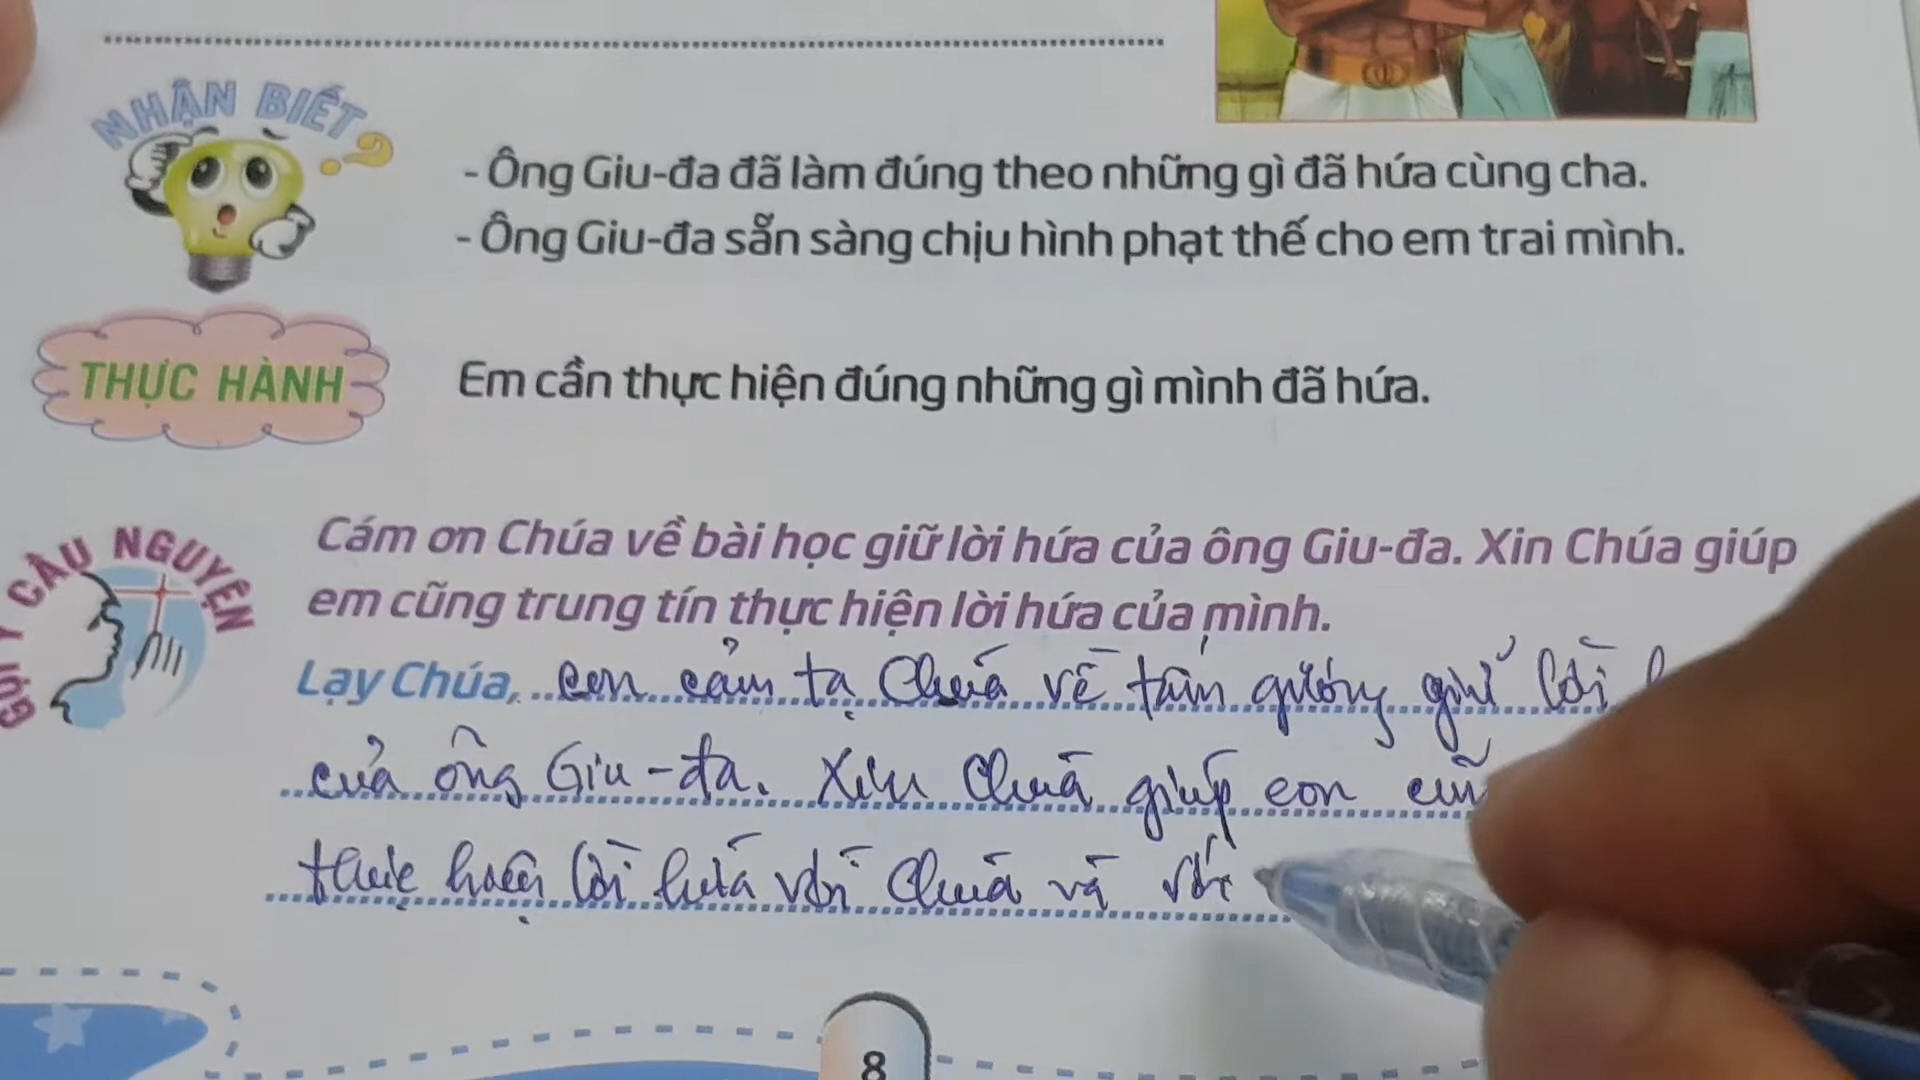 NHẬN BIẾT?
- Ông Giu-đa đã làm đúng theo những gì đã hứa cùng cha.
- Ông Giu-đa sẵn sàng chịu hình phạt thế cho em trai mình.
THỰC HÀNH
Em cần thực hiện đúng những gì mình đã hứa.
GỢI Ý CẦU NGUYỆN
Cám ơn Chúa về bài học giữ lời hứa của ông Giu-đa. Xin Chúa giúp
em cũng trung tín thực hiện lời hứa của mình.
Lạy Chúa, con cảm tạ Chúa về tấm gương giữ lời
của ông Giu-đa. Xin Chúa giúp con
thực hiện lời hứa với Chúa và với
8